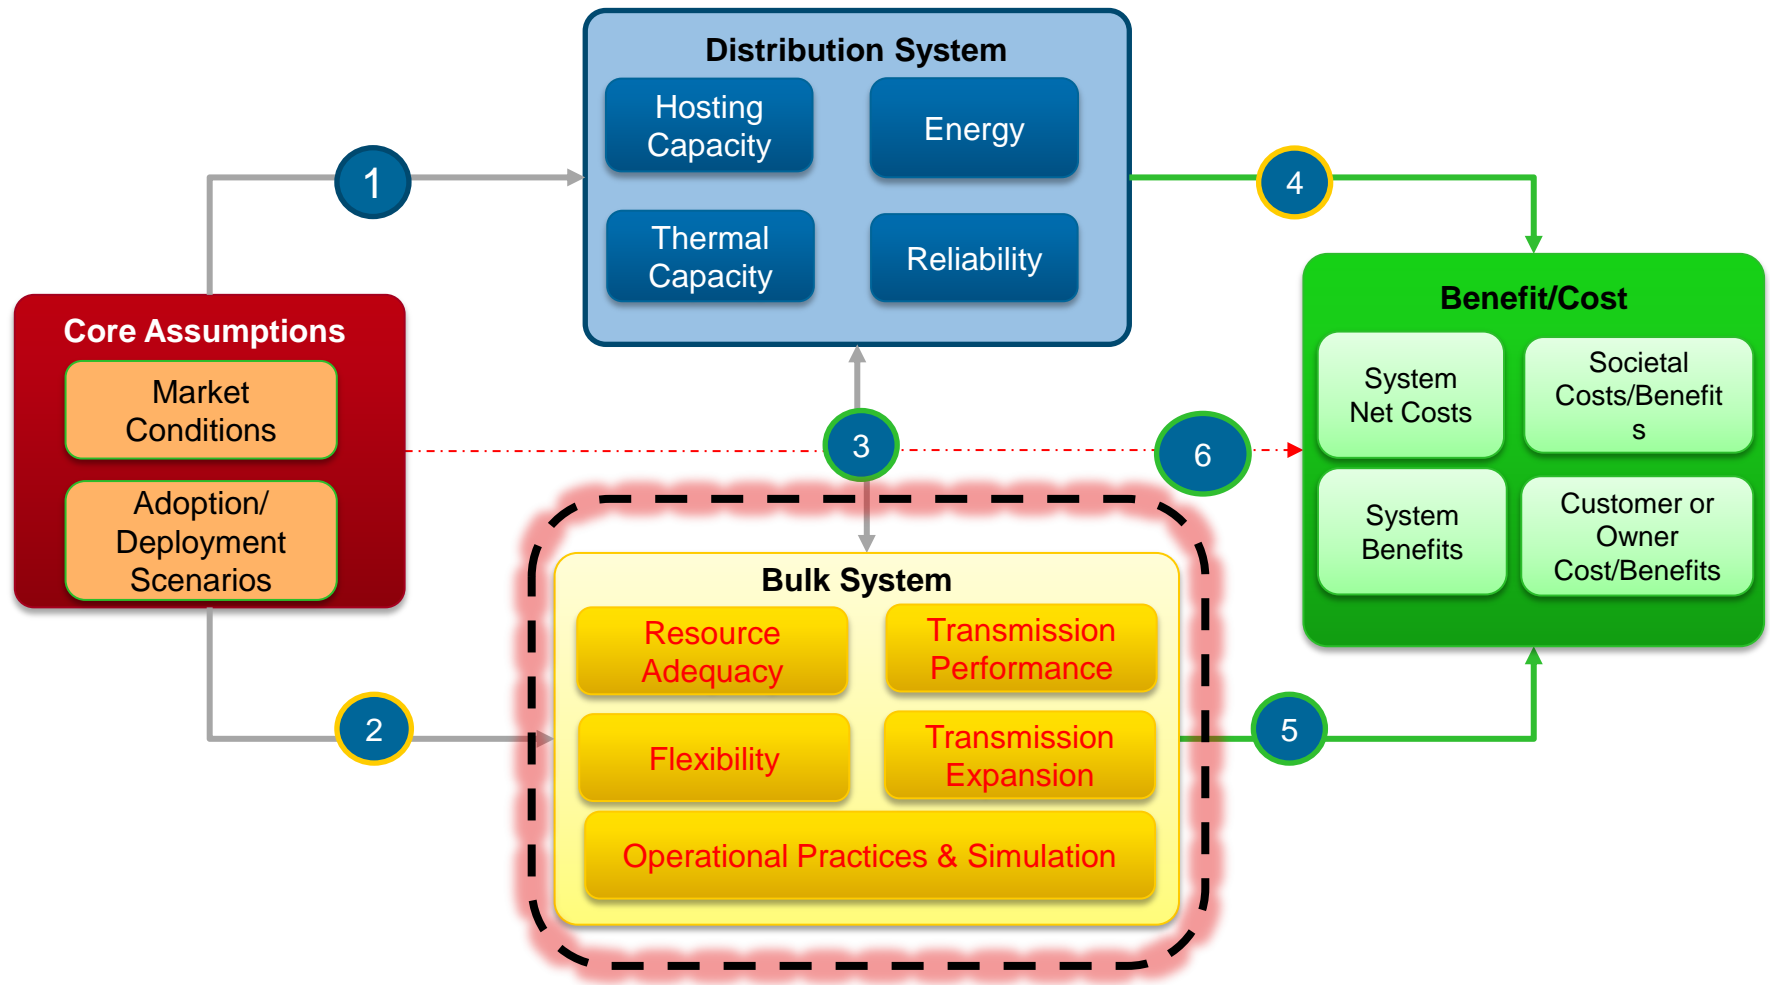 Distribution System
Hosting
Capacity
Energy
Thermal
Capacity
Reliability
1
4
Core Assumptions
Market
Conditions
Adoption/
Deployment
Scenarios
3
6
Benefit/Cost
System
Net Costs
Societal
Costs/Benefit
s
System
Benefits
Customer or
Owner
Cost/Benefits
2
Bulk System
Resource
Adequacy
Transmission
Performance
Flexibility
Transmission
Expansion
Operational Practices & Simulation
5